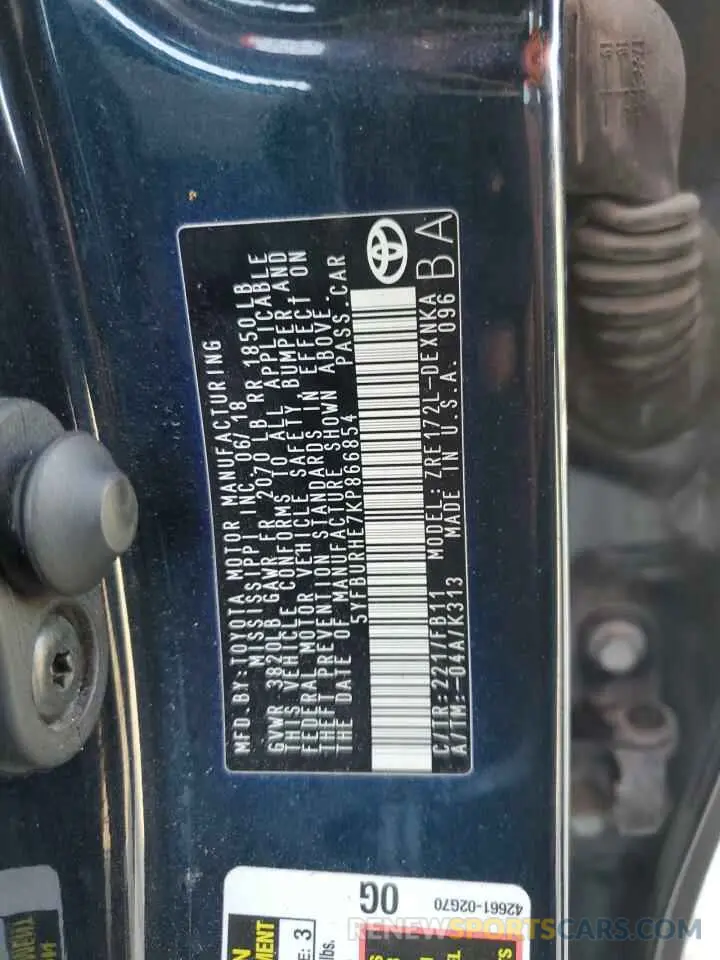 MFD. BY: TOYOTA MOTOR MANUFACTURING
MISSISSIPPI INC. 06/18
GVWR 3820LB GAWR FR 2070 LB RR 1850 LB
THIS VEHICLE CONFORMS TO ALL APPLICABLE
FEDERAL MOTOR VEHICLE SAFETY, BUMPER, AND
THEFT PREVENTION STANDARDS IN EFFECT ON
THE DATE OF MANUFACTURE SHOWN ABOVE.
5YFBURHE7KP866854 PASS.CAR
C/TR: 221/FB11 MODEL: ZRE172L-DEXNKA
A/TM: -04A/K313 MADE IN U.S.A. 096
BA
0G
42661-02G70
E: 3
lbs.
RENEWSPORTSCARS.COM